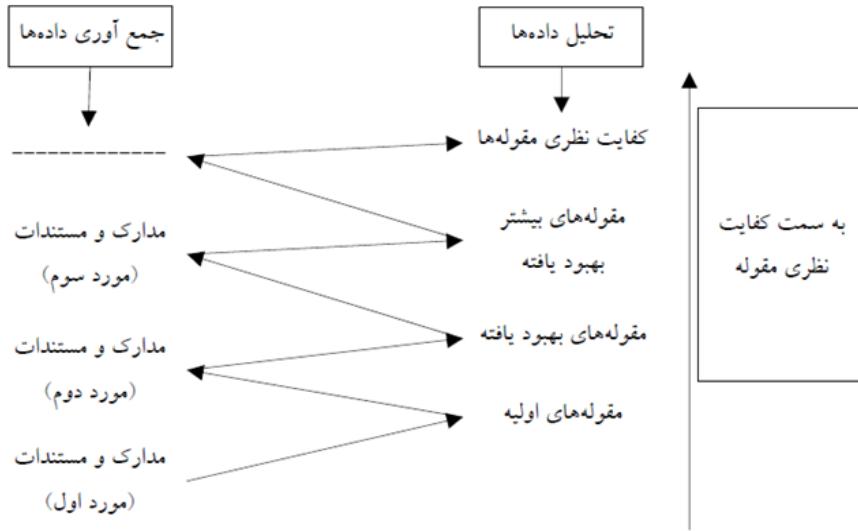 جمع آوری داده‌ها
تحلیل داده‌ها
کفایت نظری مقوله‌ها
---------------
مقوله‌های بیشتر
بهبود یافته
مدارک و مستندات
(مورد سوم)
به سمت کفایت
نظری مقوله
مقوله‌های بهبود یافته
مدارک و مستندات
(مورد دوم)
مقوله‌های اولیه
مدارک و مستندات
(مورد اول)